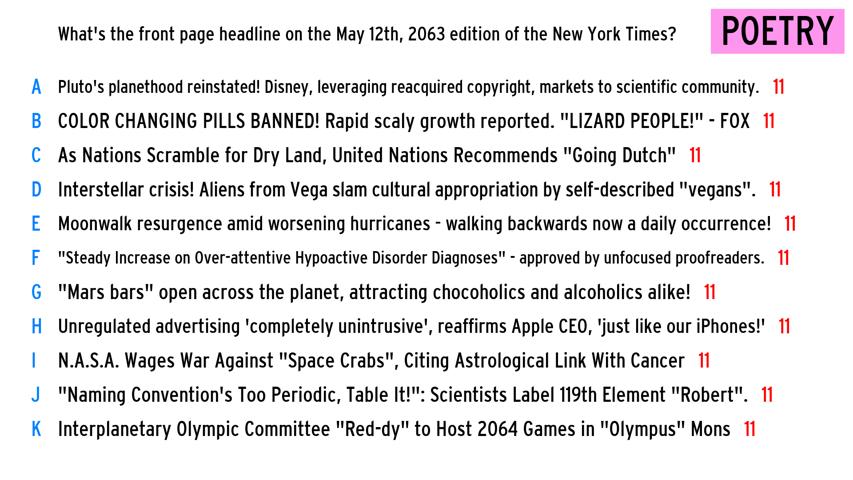 What's the front page headline on the May 12th, 2063 edition of the New York Times?
POETRY
A Pluto's planethood reinstated! Disney, leveraging reacquired copyright, markets to scientific community. 11
B COLOR CHANGING PILLS BANNED! Rapid scaly growth reported. "LIZARD PEOPLE!" - FOX 11
C As Nations Scramble for Dry Land, United Nations Recommends "Going Dutch" 11
D Interstellar crisis! Aliens from Vega slam cultural appropriation by self-described "vegans". 11
E Moonwalk resurgence amid worsening hurricanes - walking backwards now a daily occurrence! 11
F "Steady Increase on Over-attentive Hypoactive Disorder Diagnoses" - approved by unfocused proofreaders. 11
G "Mars bars" open across the planet, attracting chocoholics and alcoholics alike! 11
H Unregulated advertising 'completely unintrusive', reaffirms Apple CEO, 'just like our iPhones!' 11
I N.A.S.A. Wages War Against "Space Crabs", Citing Astrological Link With Cancer 11
J "Naming Convention's Too Periodic, Table It!": Scientists Label 119th Element "Robert". 11
K Interplanetary Olympic Committee "Red-dy" to Host 2064 Games in "Olympus" Mons 11